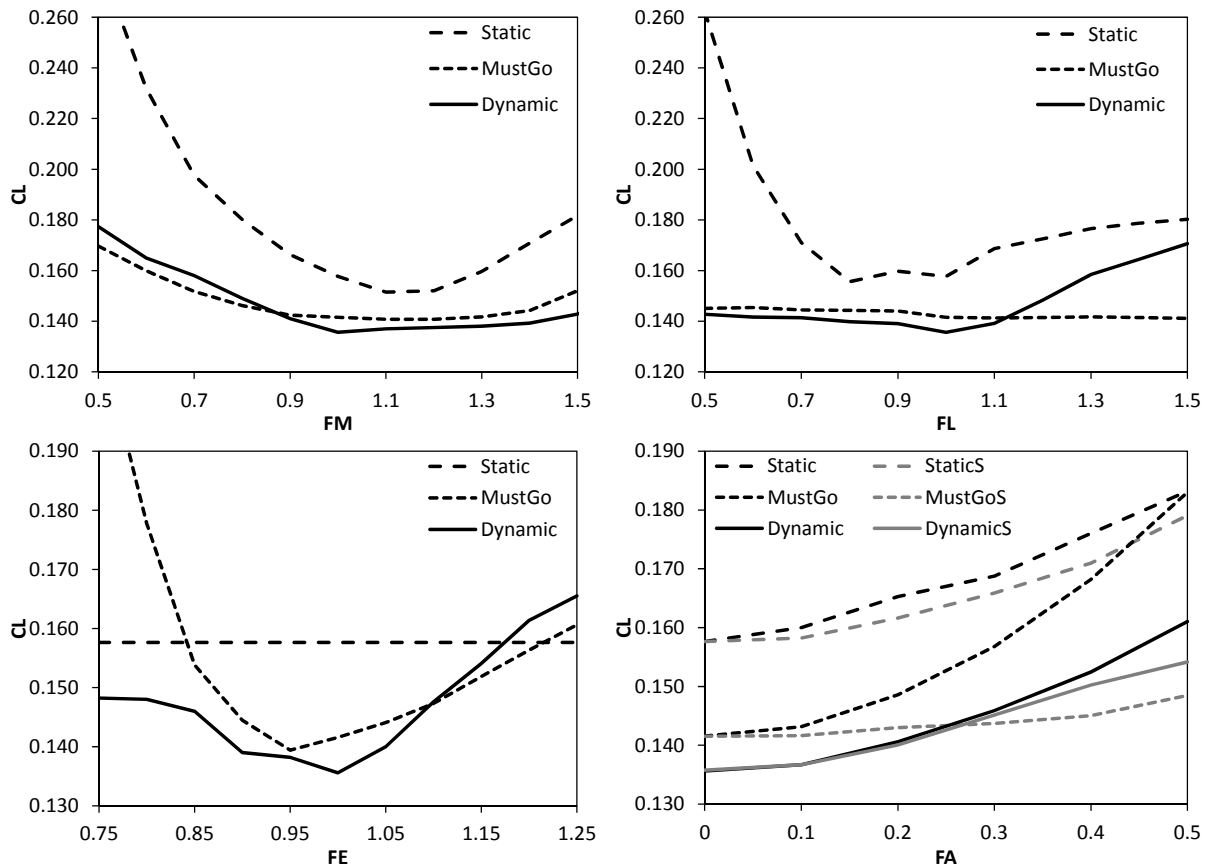 0.260
0.240
0.220
0.200
0.180
0.160
0.140
0.120
CL
0.5 0.7 0.9 1.1 1.3 1.5
FM
Static
MustGo
Dynamic
0.260
0.240
0.220
0.200
0.180
0.160
0.140
0.120
CL
0.5 0.7 0.9 1.1 1.3 1.5
FL
Static
MustGo
Dynamic
0.190
0.180
0.170
0.160
0.150
0.140
0.130
CL
0.75 0.85 0.95 1.05 1.15 1.25
FE
Static
MustGo
Dynamic
0.190
0.180
0.170
0.160
0.150
0.140
0.130
CL
0 0.1 0.2 0.3 0.4 0.5
FA
Static StaticS
MustGo MustGoS
Dynamic DynamicS